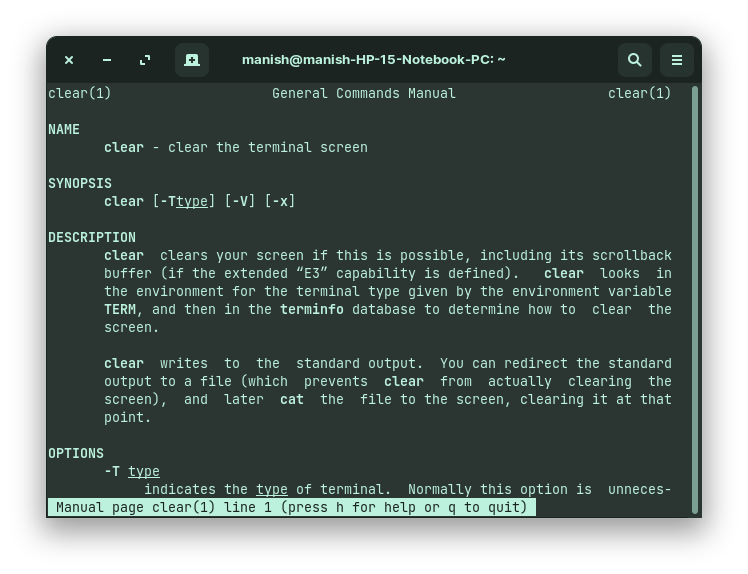 manish@manish-HP-15-Notebook-PC: ~
clear(1) General Commands Manual clear(1)
NAME
clear - clear the terminal screen
SYNOPSIS
clear [-Ttype] [-V] [-x]
DESCRIPTION
clear clears your screen if this is possible, including its scrollback
buffer (if the extended “E3” capability is defined). clear looks in
the environment for the terminal type given by the environment variable
TERM, and then in the terminfo database to determine how to clear the
screen.
clear writes to the standard output. You can redirect the standard
output to a file (which prevents clear from actually clearing the
screen), and later cat the file to the screen, clearing it at that
point.
OPTIONS
-T type
indicates the type of terminal. Normally this option is unneces-
Manual page clear(1) line 1 (press h for help or q to quit)